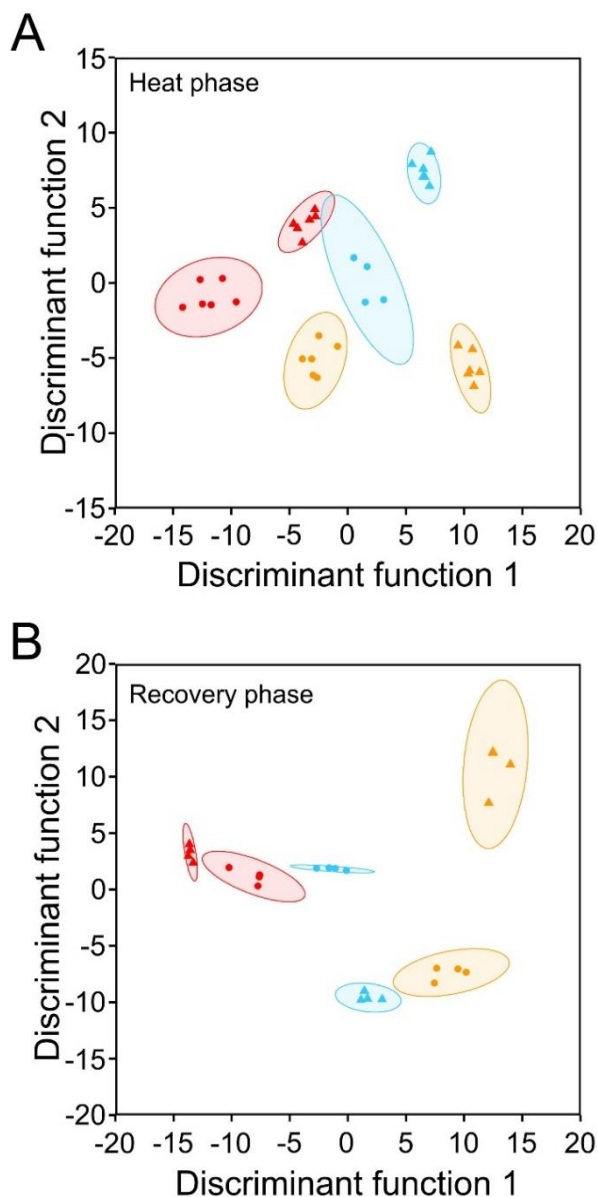 A
Heat phase
Discriminant function 2
15
10
5
0
-5
-10
-15
-20 -15 -10 -5 0 5 10 15 20
Discriminant function 1
B
Recovery phase
Discriminant function 2
20
15
10
5
0
-5
-10
-15
-20
-20 -15 -10 -5 0 5 10 15 20
Discriminant function 1